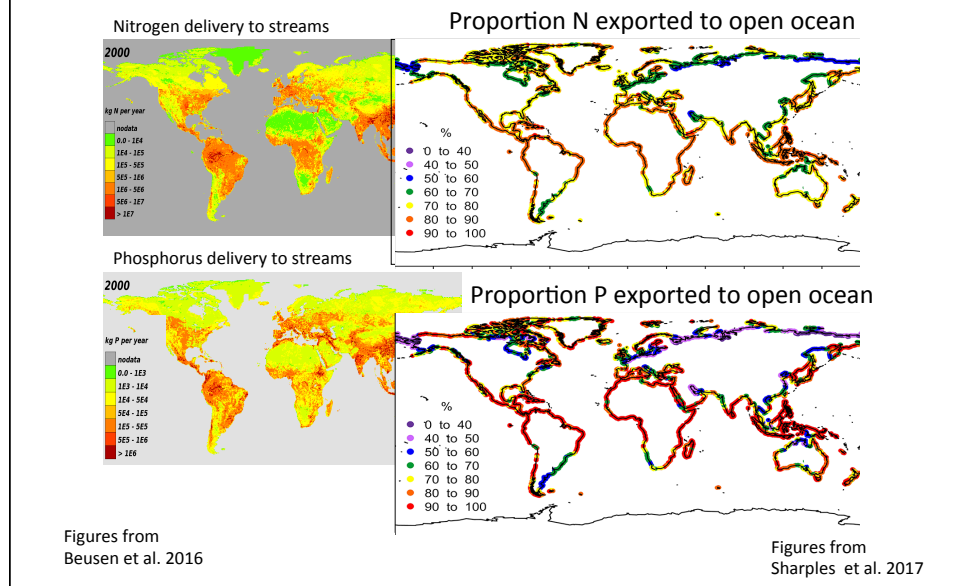 Nitrogen delivery to streams
Proportion N exported to open ocean
2000
kg N per year
nodata
0.0 - 1E4
1E4 - 1E5
1E5 - 5E5
5E5 - 1E6
1E6 - 5E6
5E6 - 1E7
> 1E7
%
0 to 40
40 to 50
50 to 60
60 to 70
70 to 80
80 to 90
90 to 100
Phosphorus delivery to streams
Proportion P exported to open ocean
2000
kg P per year
nodata
0.0 - 1E3
1E3 - 1E4
1E4 - 5E4
5E4 - 1E5
1E5 - 5E5
5E5 - 1E6
> 1E6
%
0 to 40
40 to 50
50 to 60
60 to 70
70 to 80
80 to 90
90 to 100
Figures from
Beusen et al. 2016
Figures from
Sharples et al. 2017